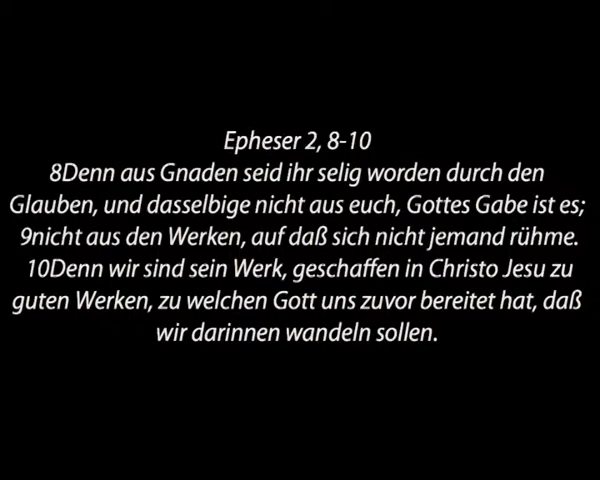 Epheser 2, 8-10
8Denn aus Gnaden seid ihr selig worden durch den
Glauben, und dasselbige nicht aus euch, Gottes Gabe ist es;
9nicht aus den Werken, auf daß sich nicht jemand rühme.
10Denn wir sind sein Werk, geschaffen in Christo Jesu zu
guten Werken, zu welchen Gott uns zuvor bereitet hat, daß
wir darinnen wandeln sollen.